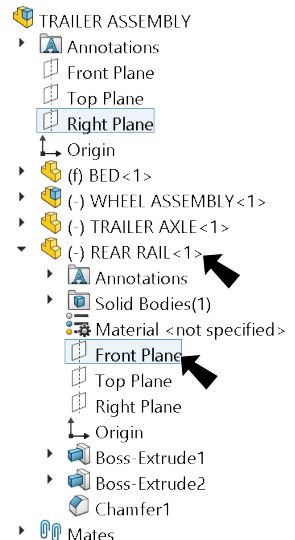 TRAILER ASSEMBLY
Annotations
Front Plane
Top Plane
Right Plane
Origin
(f) BED<1>
(-) WHEEL ASSEMBLY<1>
(-) TRAILER AXLE<1>
(-) REAR RAIL<1>
Annotations
Solid Bodies(1)
Material <not specified>
Front Plane
Top Plane
Right Plane
Origin
Boss-Extrude1
Boss-Extrude2
Chamfer1
Mates